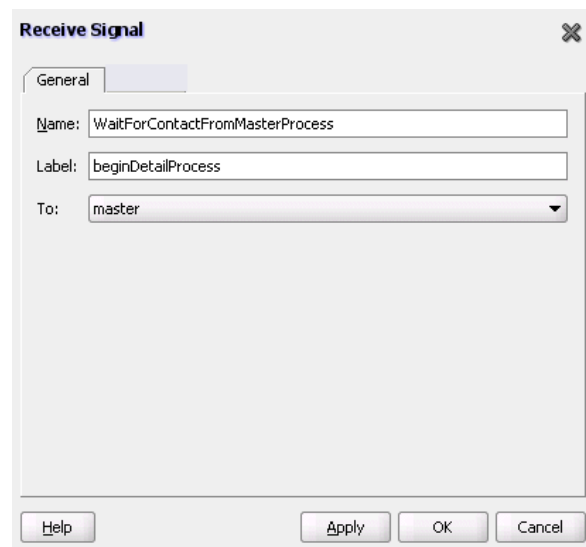 Receive Signal
General
Name: WaitForContactFromMasterProcess
Label: beginDetailProcess
To: master
Help Apply OK Cancel